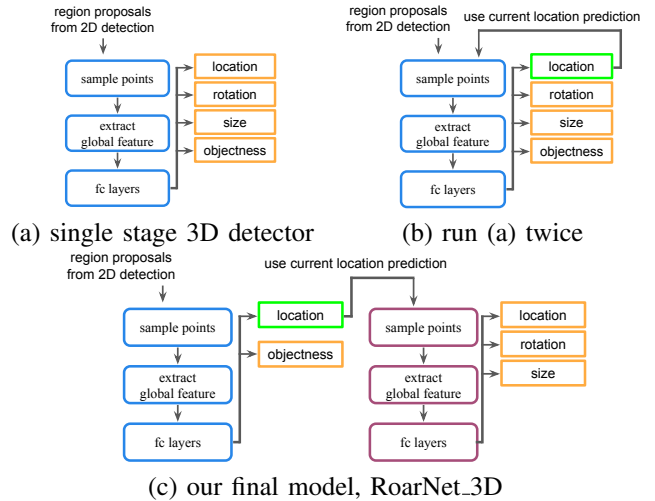 region proposals
from 2D detection
sample points
extract
global feature
fc layers
location
rotation
size
objectness
(a) single stage 3D detector
region proposals
from 2D detection
use current location prediction
sample points
extract
global feature
fc layers
location
rotation
size
objectness
(b) run (a) twice
region proposals
from 2D detection
use current location prediction
sample points
extract
global feature
fc layers
location
objectness
sample points
extract
global feature
fc layers
location
rotation
size
(c) our final model, RoarNet_3D